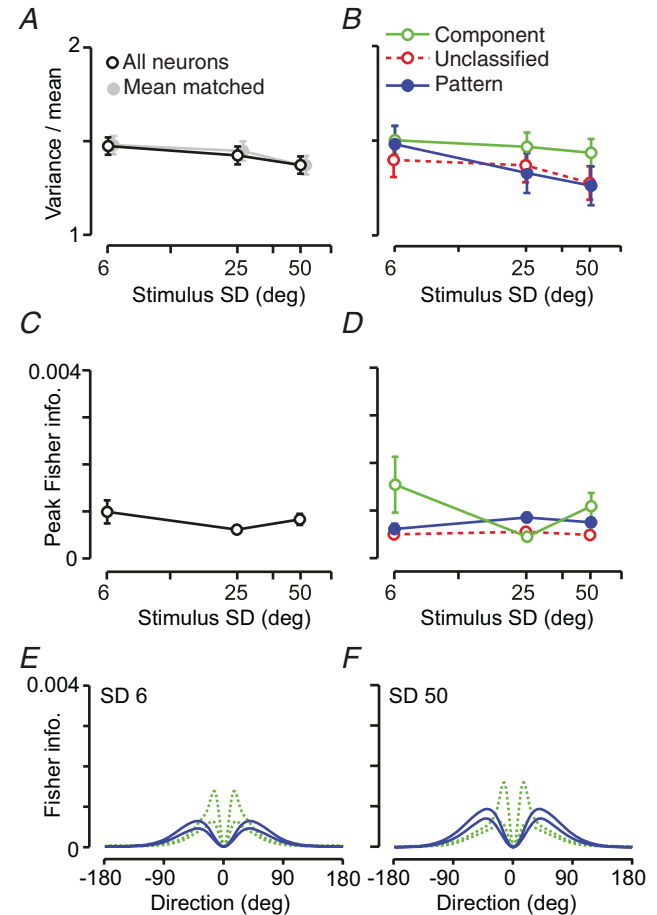 A
2
All neurons
Mean matched
Variance / mean
1
6
25
50
Stimulus SD (deg)
B
Component
Unclassified
Pattern
6
25
50
Stimulus SD (deg)
C
0.004
Peak Fisher info.
0
6
25
50
Stimulus SD (deg)
D
6
25
50
Stimulus SD (deg)
E
0.004
SD 6
Fisher info.
0
-180
-90
0
90
180
Direction (deg)
F
SD 50
-180
-90
0
90
180
Direction (deg)